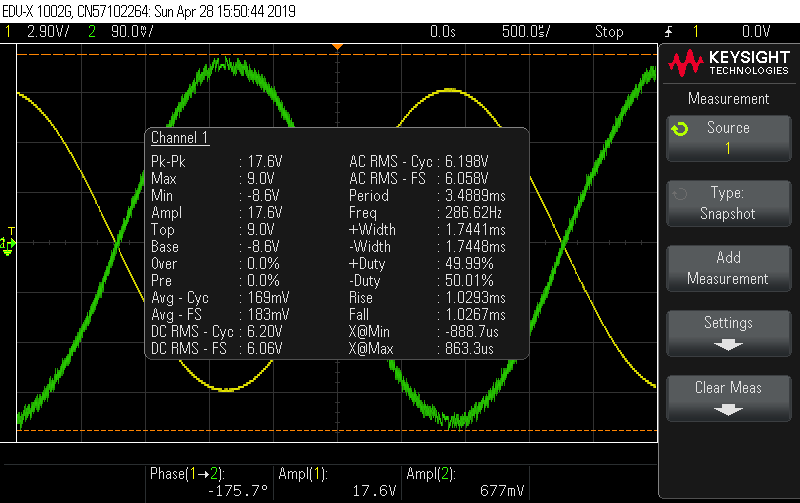 EDU-X 1002G, CN57102264: Sun Apr 28 15:50:44 2019
1 2.90V/ 2 90.0V/ 0.0s 500.0s/ Stop 1 0.0V
KEYSIGHT
TECHNOLOGIES
Measurement
Source
1
Type:
Snapshot
Add
Measurement
Settings
Clear Meas
Channel 1
Pk-Pk : 17.6V AC RMS - Cyc : 6.198V
Max : 9.0V AC RMS - FS : 6.058V
Min : -8.6V Period : 3.4889ms
Ampl : 17.6V Freq : 286.62Hz
Top : 9.0V +Width : 1.7441ms
Base : -8.6V -Width : 1.7448ms
Over : 0.0% +Duty : 49.99%
Pre : 0.0% -Duty : 50.01%
Avg - Cyc : 169mV Rise : 1.0293ms
Avg - FS : 183mV Fall : 1.0267ms
DC RMS - Cyc : 6.20V X@Min : -888.7us
DC RMS - FS : 6.06V X@Max : 863.3us
T
Phase(1→2): Ampl(1): Ampl(2):
-175.7° 17.6V 677mV